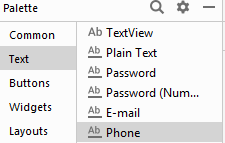 Palette
Common
Text
Buttons
Widgets
Layouts
Ab TextView
Ab Plain Text
Ab Password
Ab Password (Num...
Ab E-mail
Ab Phone